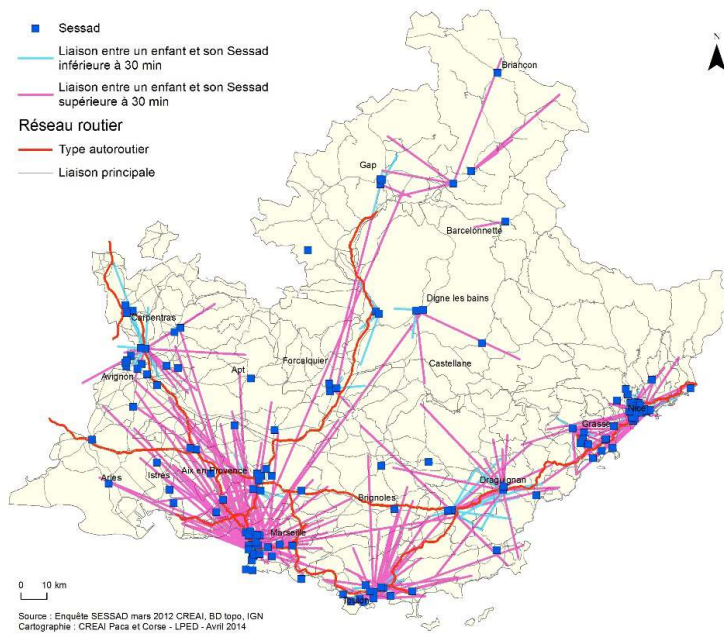 Sessad
Liaison entre un enfant et son Sessad
inférieure à 30 min
Liaison entre un enfant et son Sessad
supérieure à 30 min
Réseau routier
Type autoroutier
Liaison principale
N
Briançon
Gap
Barcelonnette
Digne les bains
Carpentras
Forcalquier
Castellane
Apt
Avignon
Nice
Grasse
Aix en Provence
Draguignan
Arles
Istres
Brignoles
Marseille
Toulon
0 10 km
Source : Enquête SESSAD mars 2012 CREAI, BD topo, IGN
Cartographie : CREAI Paca et Corse - LPED - Avril 2014